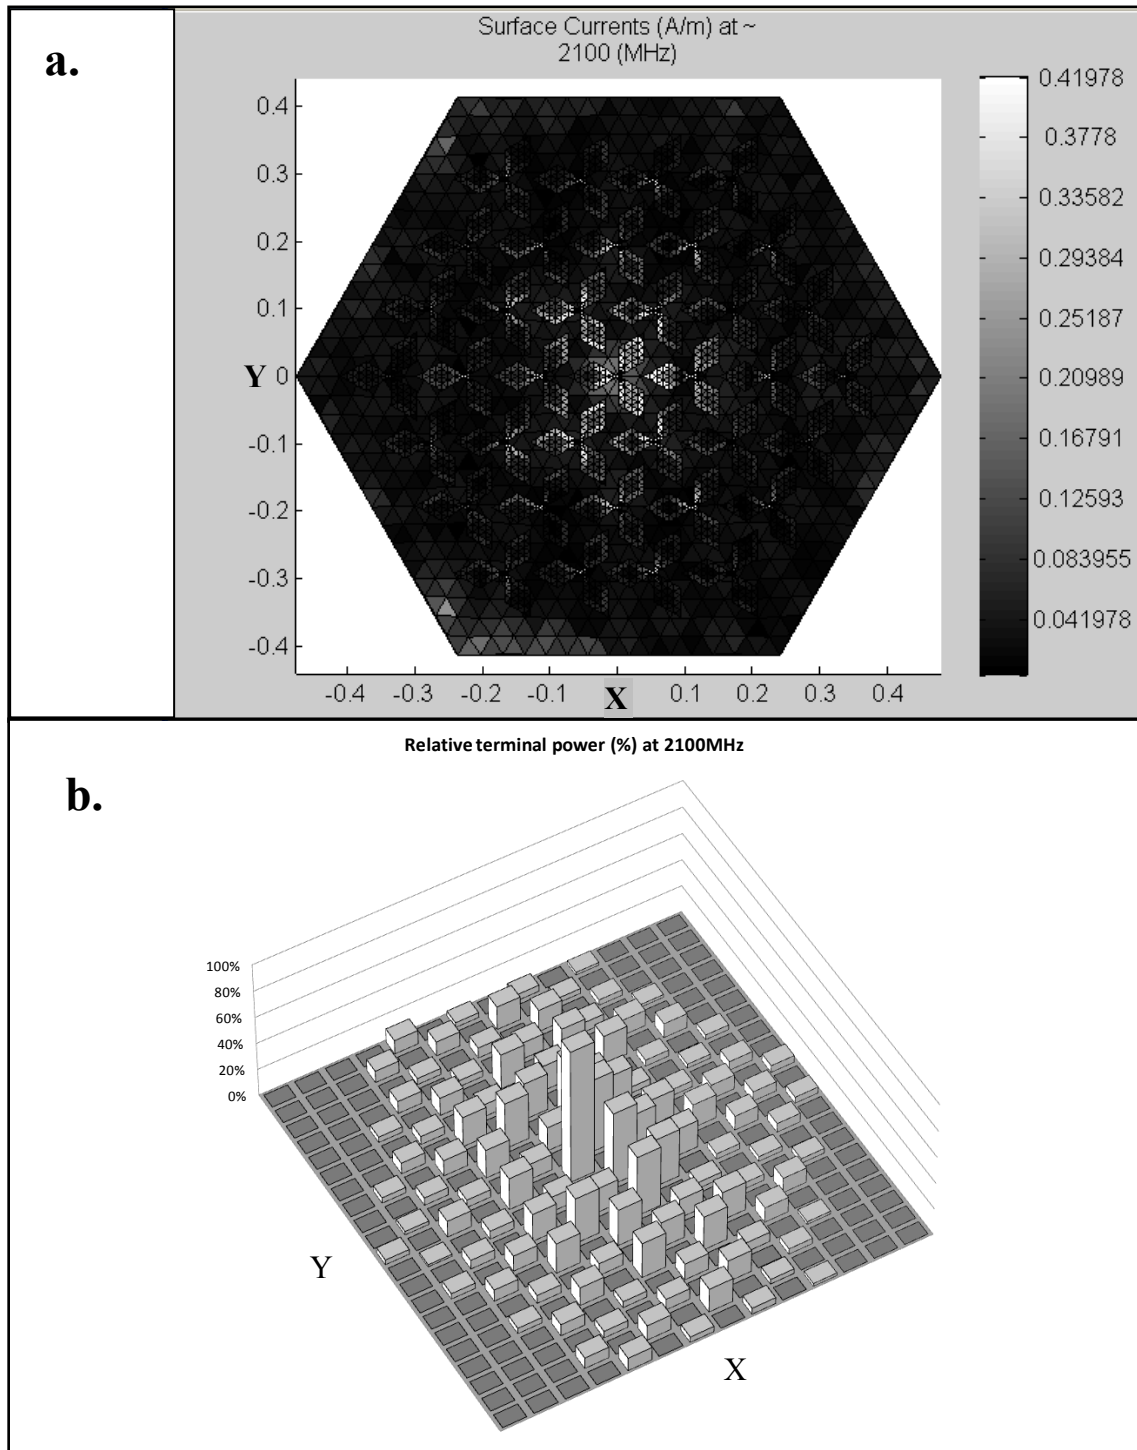 a.
Surface Currents (A/m) at ~
2100 (MHz)
0.4
0.3
0.2
0.1
Y 0
-0.1
-0.2
-0.3
-0.4
-0.4 -0.3 -0.2 -0.1 X 0.1 0.2 0.3 0.4
0.41978
0.3778
0.33582
0.29384
0.25187
0.20989
0.16791
0.12593
0.083955
0.041978
Relative terminal power (%) at 2100MHz
b.
100%
80%
60%
40%
20%
0%
Y
X